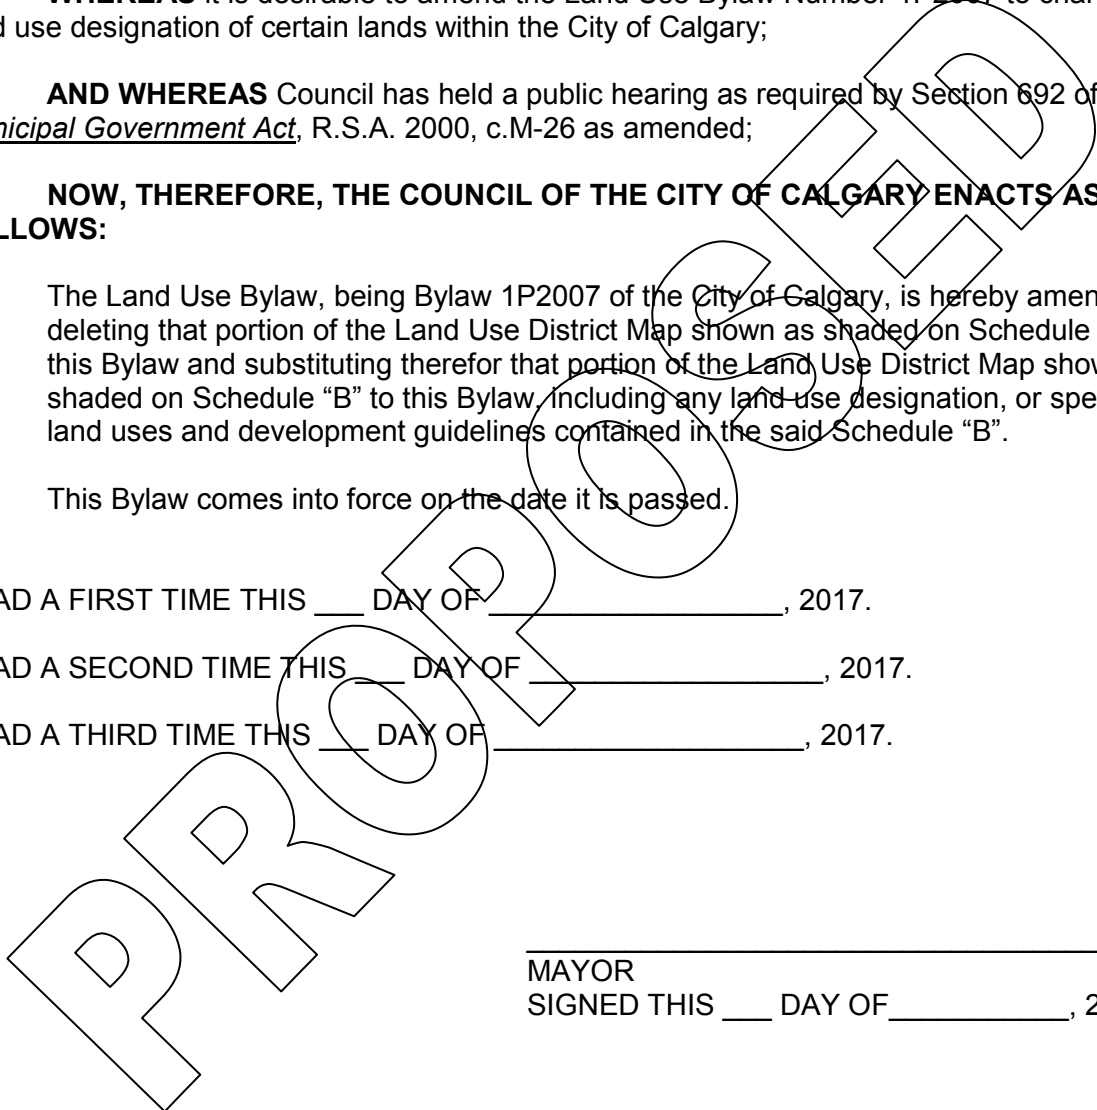 WHEREAS it is desirable to amend the Land Use Bylaw Number 1P2007 to
d use designation of certain lands within the City of Calgary;
AND WHEREAS Council has held a public hearing as required by Section 692 of
nicipal Government Act, R.S.A. 2000, c.M-26 as amended;
NOW, THEREFORE, THE COUNCIL OF THE CITY OF CALGARY ENACTS AS
LLOWS:
The Land Use Bylaw, being Bylaw 1P2007 of the City of Calgary, is hereby amen
deleting that portion of the Land Use District Map shown as shaded on Schedule
this Bylaw and substituting therefor that portion of the Land Use District Map show
shaded on Schedule “B” to this Bylaw, including any land use designation, or spe
land uses and development guidelines contained in the said Schedule “B”.
This Bylaw comes into force on the date it is passed.
AD A FIRST TIME THIS ___ DAY OF __________________, 2017.
AD A SECOND TIME THIS ___ DAY OF __________________, 2017.
AD A THIRD TIME THIS ___ DAY OF ___________________, 2017.
PROPOSED
___________________________________
MAYOR
SIGNED THIS ___ DAY OF___________, 2